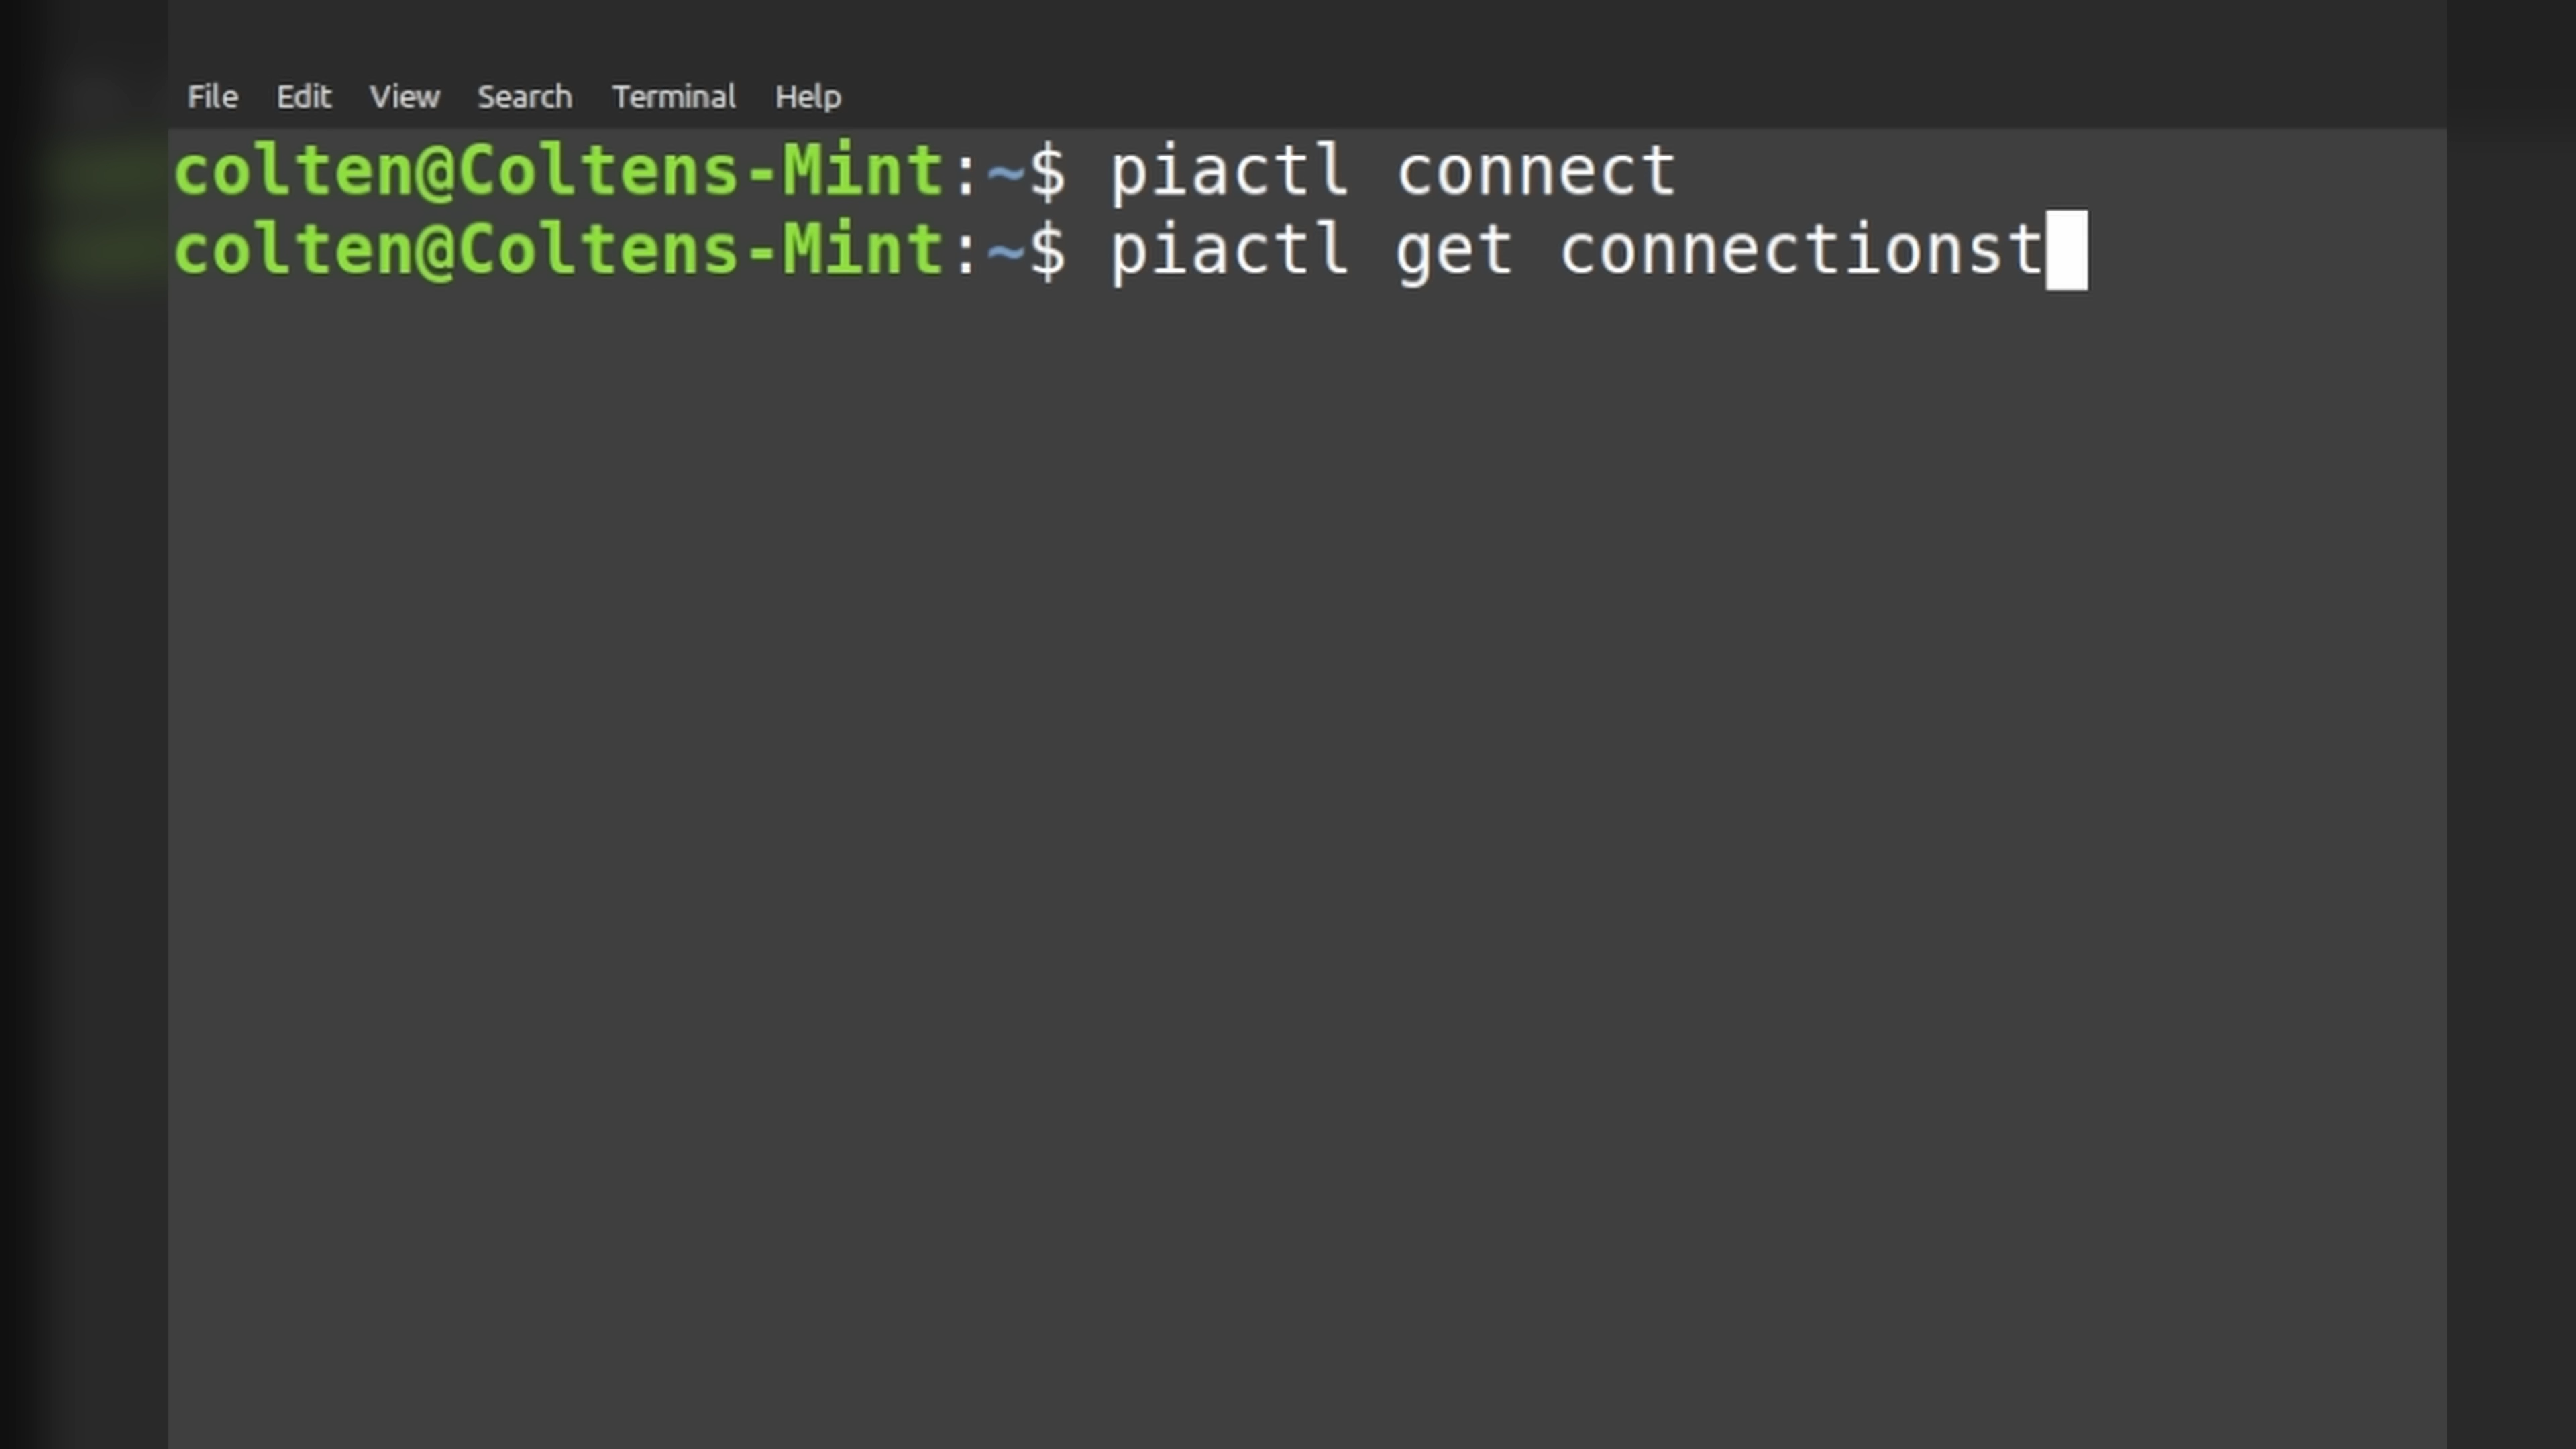 File Edit View Search Terminal Help
colten@Coltens-Mint:~$ piactl connect
colten@Coltens-Mint:~$ piactl get connectionst